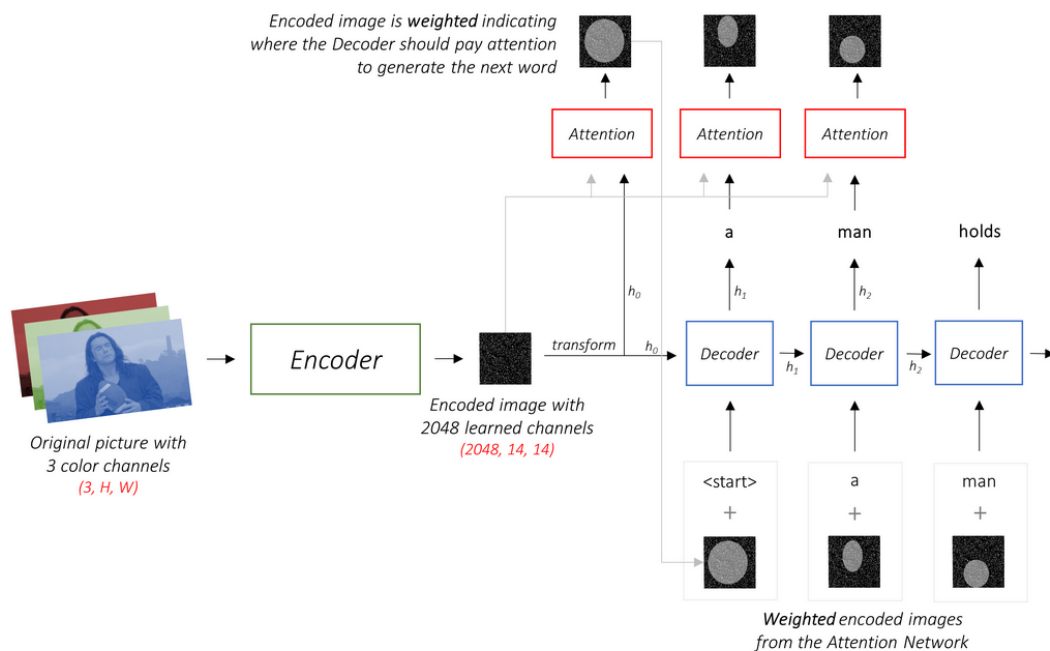 Encoded image is weighted indicating
where the Decoder should pay attention
to generate the next word
Attention
Attention
Attention
a
man
holds
h0
h1
h2
Encoder
transform
h0
Decoder
h1
Decoder
h2
Decoder
Original picture with
3 color channels
(3, H, W)
Encoded image with
2048 learned channels
(2048, 14, 14)
<start>
+
a
+
man
+
Weighted encoded images
from the Attention Network